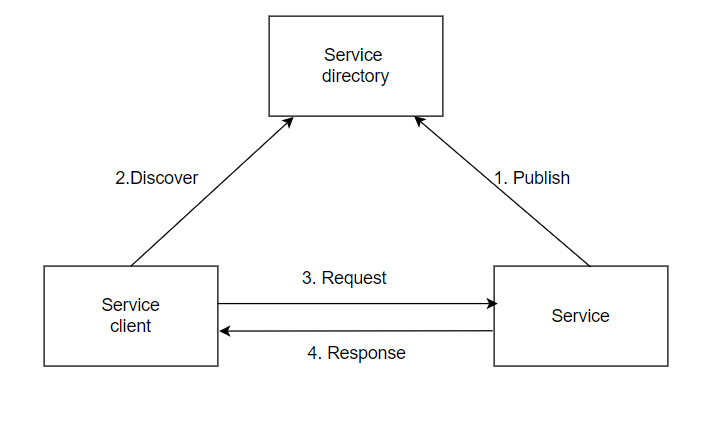 Service
directory
2.Discover
1. Publish
3. Request
Service
client
Service
4. Response